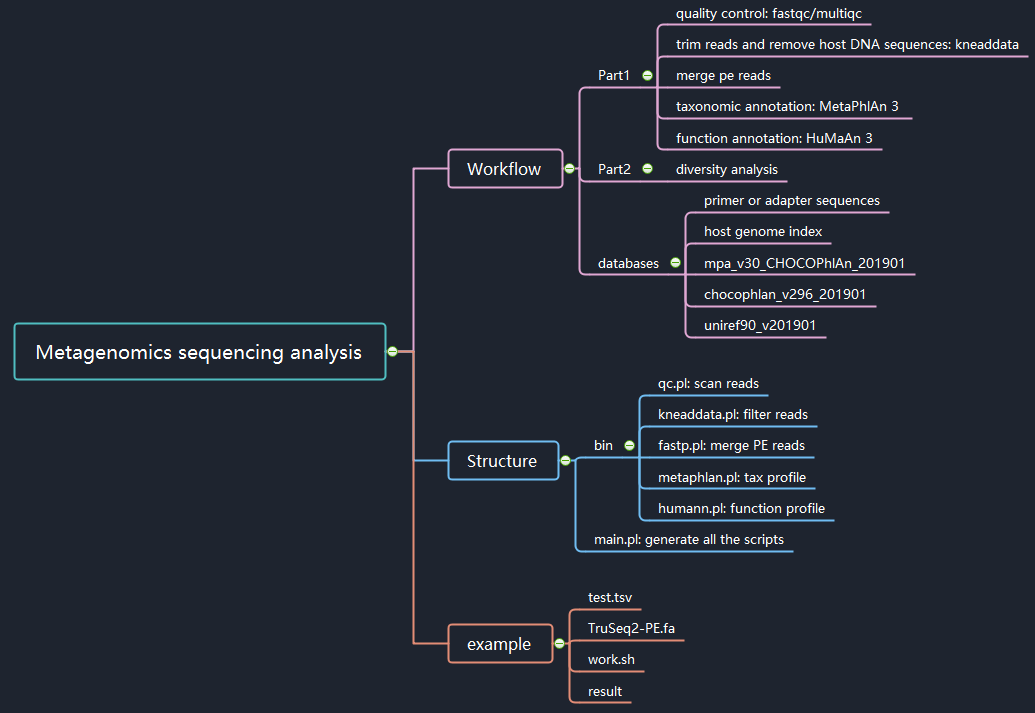 Metagenomics sequencing analysis
Workflow
Part1
quality control: fastqc/multiqc
trim reads and remove host DNA sequences: kneaddata
merge pe reads
taxonomic annotation: MetaPhlAn 3
function annotation: HuMaAn 3
Part2
diversity analysis
databases
primer or adapter sequences
host genome index
mpa_v30_CHOCOPhlAn_201901
chocophlan_v296_201901
uniref90_v201901
Structure
bin
qc.pl: scan reads
kneaddata.pl: filter reads
fastp.pl: merge PE reads
metaphlan.pl: tax profile
humann.pl: function profile
main.pl: generate all the scripts
example
test.tsv
TruSeq2-PE.fa
work.sh
result